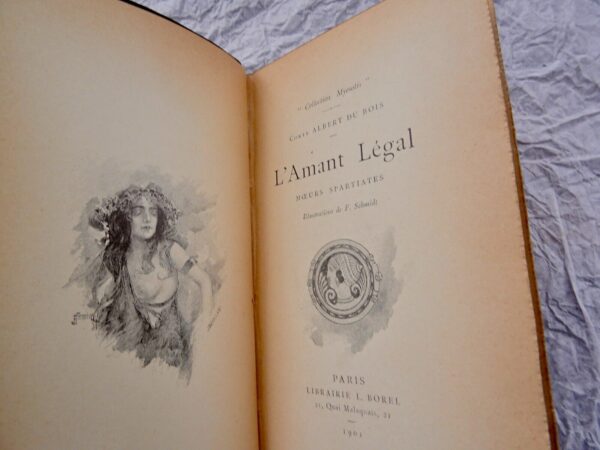 " Collection Myosotis "
COMTE ALBERT DU BOIS
L'Amant Légal
MŒURS SPARTIATES
Illustrations de F. Schmidt
PARIS
LIBRAIRIE L. BOREL
21, Quai Malaquais, 21